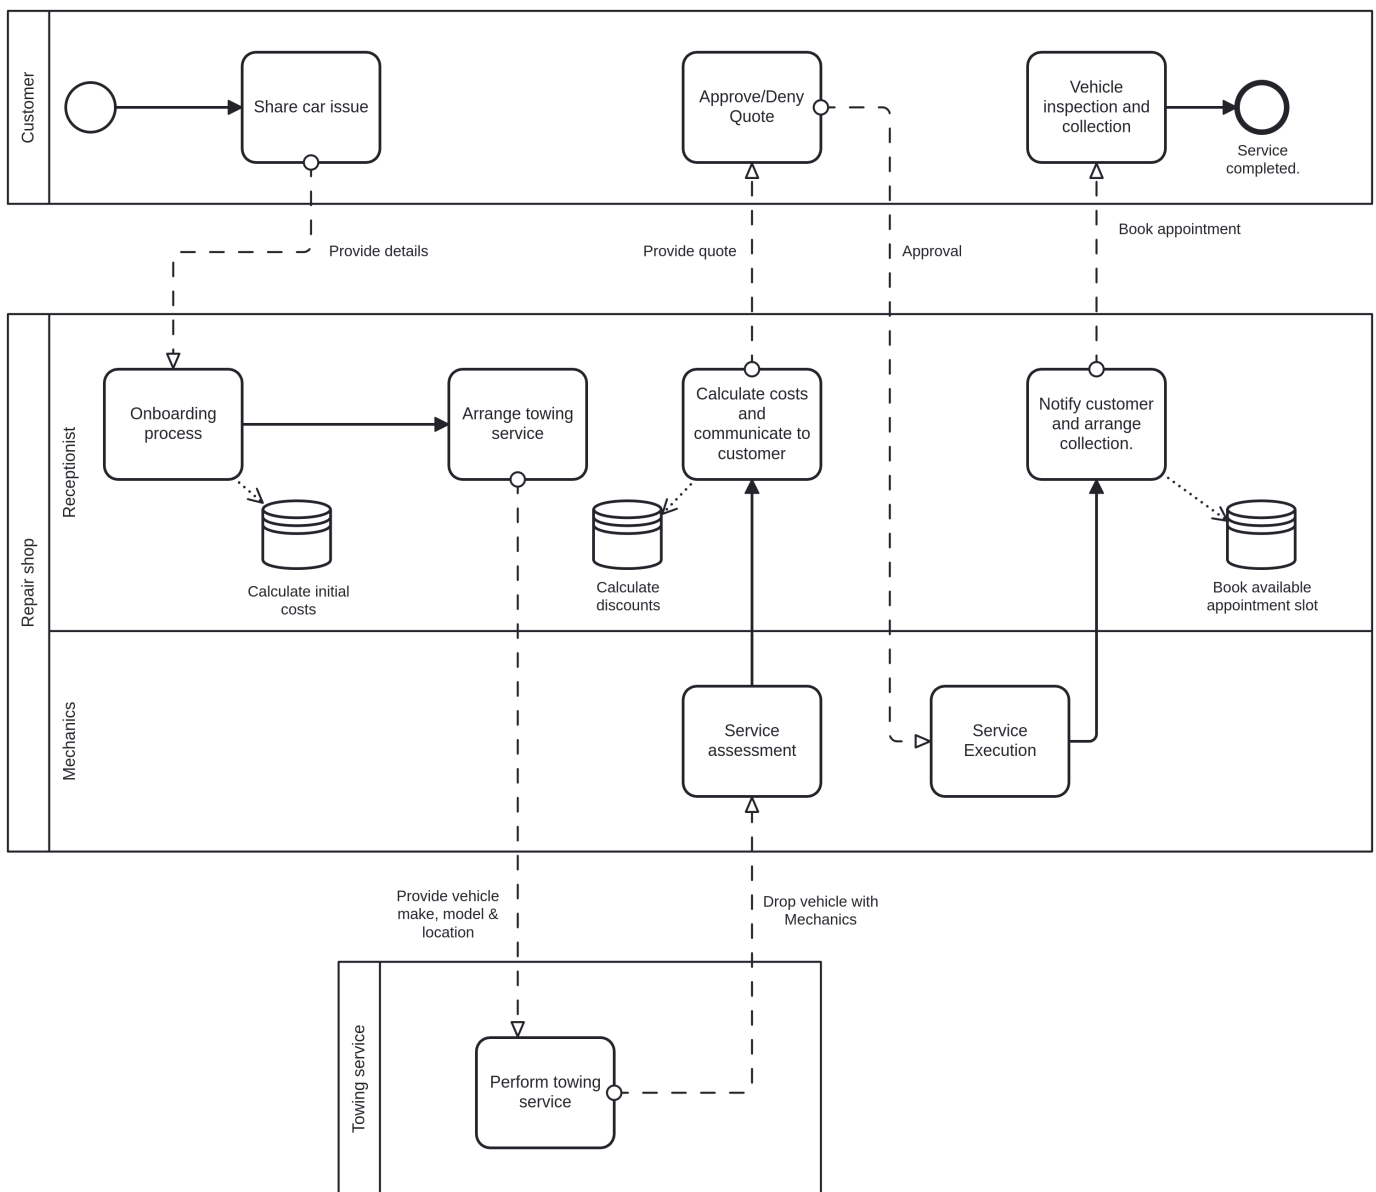 Customer
Share car issue
Approve/Deny
Quote
Vehicle
inspection and
collection
Service
completed.
Provide details
Provide quote
Approval
Book appointment
Repair shop
Receptionist
Onboarding
process
Arrange towing
service
Calculate costs
and
communicate to
customer
Notify customer
and arrange
collection.
Calculate initial
costs
Calculate
discounts
Book available
appointment slot
Mechanics
Service
assessment
Service
Execution
Provide vehicle
make, model &
location
Drop vehicle with
Mechanics
Towing service
Perform towing
service